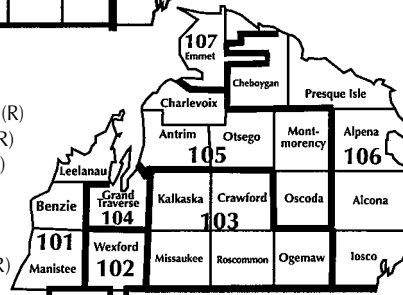 107
Emmet
Cheboygan
Presque Isle
Charlevoix
(R)
R)
)
Antrim
Otsego
Mont-
morency
Alpena
105
106
Leelanau
Benzie
Grand
Traverse
104
Kalkaska
Crawford
Oscoda
Alcona
103
101
Manistee
Wexford
102
Missaukee
Roscommon
Ogemaw
Iosco
R)